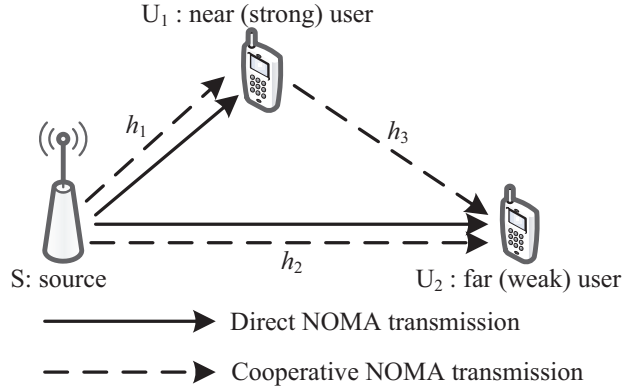 U₁ : near (strong) user
h₁
h₃
h₂
S: source
U₂ : far (weak) user
Direct NOMA transmission
Cooperative NOMA transmission